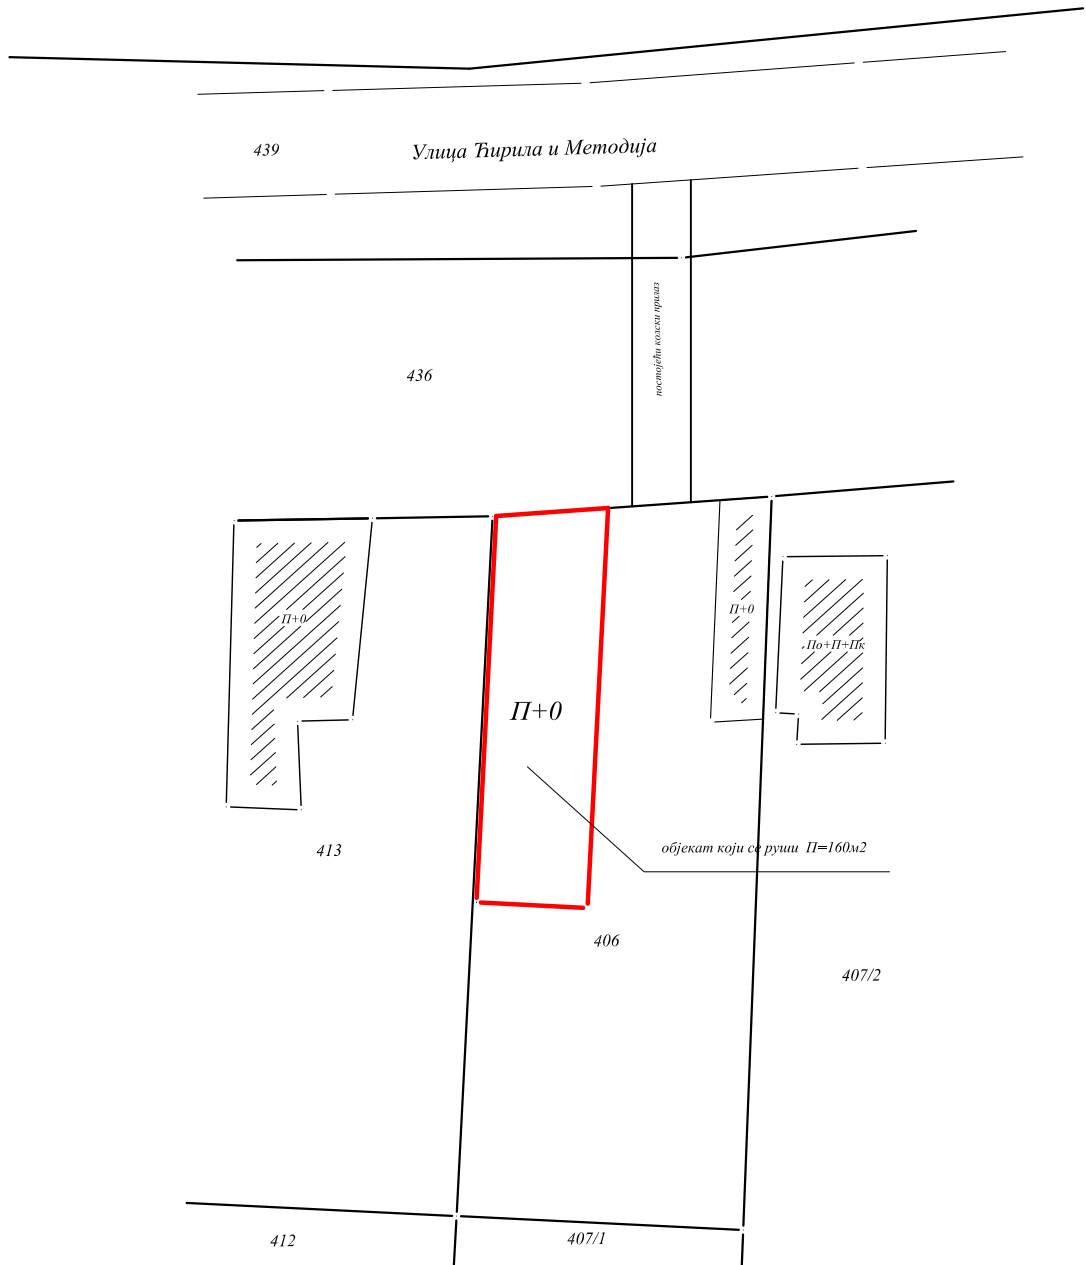 439
Улица Ћирила и Методија
постојећи колски прилаз
436
П+0
П+0
По+П+Пк
П+0
објекат који се руши П=160м2
413
406
407/2
412
407/1